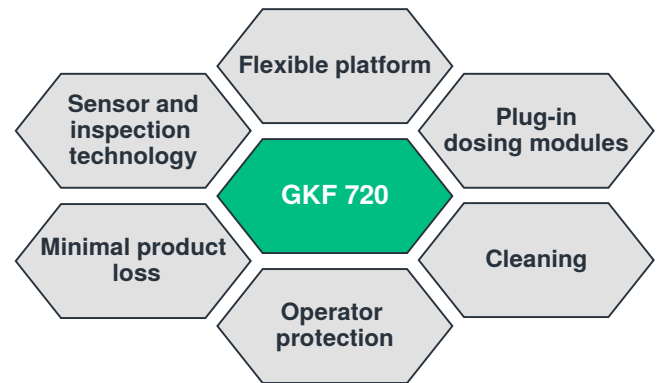 Flexible platform
Sensor and
inspection
technology
Plug-in
dosing modules
GKF 720
Minimal product
loss
Cleaning
Operator
protection